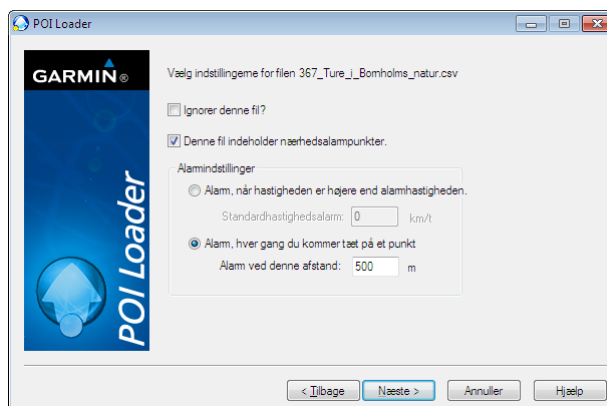 POI Loader
GARMIN®
POI Loader
Vælg indstillingerne for filen 367_Ture_i_Bornholms_natur.csv
Ignorer denne fil?
Denne fil indeholder nærhedsalarmpunkter.
Alarmindstillinger
Alarm, når hastigheden er højere end alarmhastigheden.
Standardhastighedsalarm: 0 km/t
Alarm, hver gang du kommer tæt på et punkt
Alarm ved denne afstand: 500 m
< Tilbage
Næste >
Annuller
Hjælp